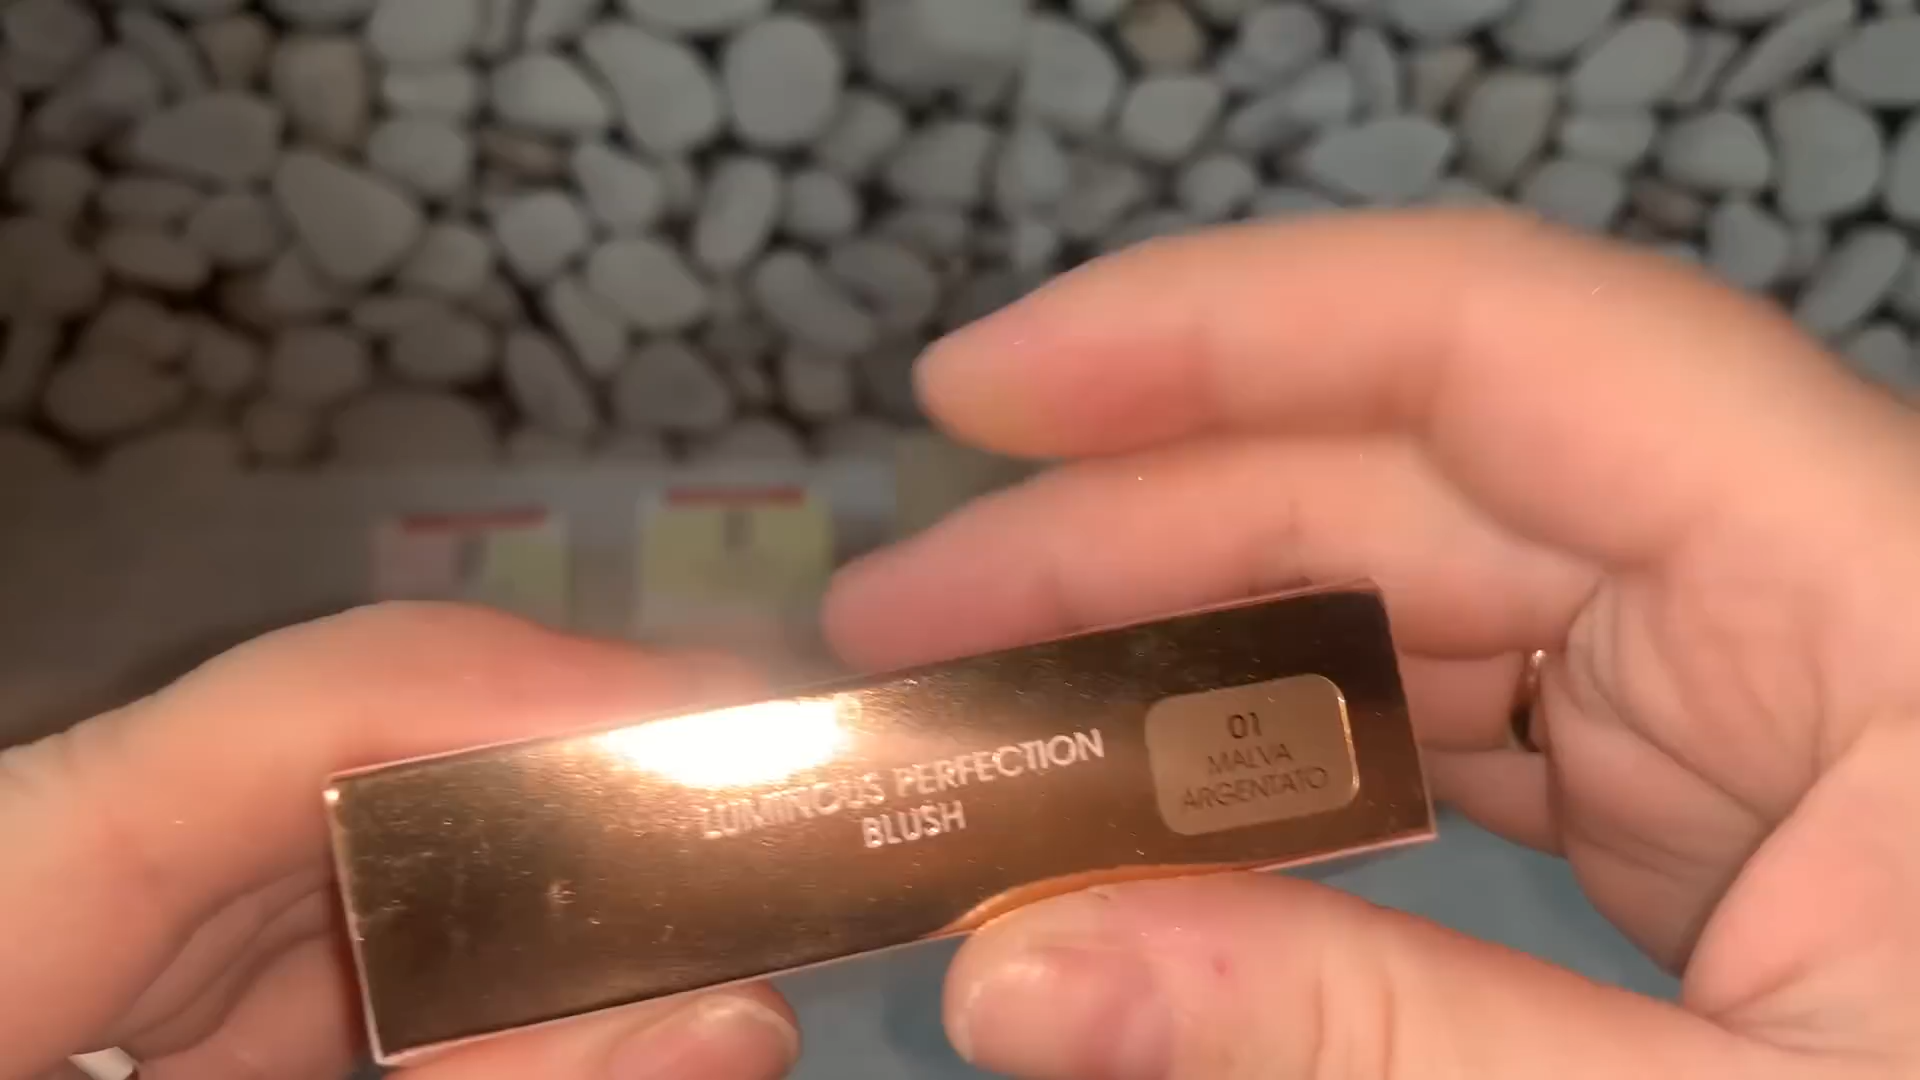 LUMINOUS PERFECTION
BLUSH
01
MALVA
ARGENTATO